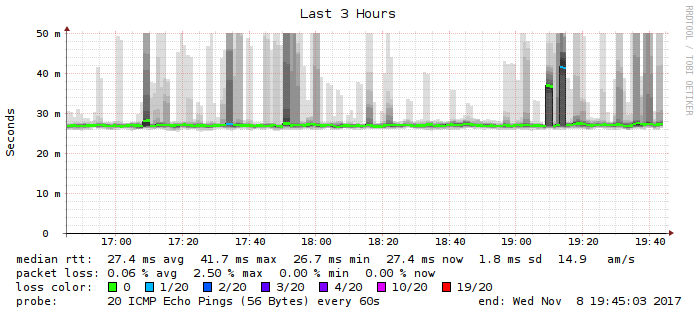 Last 3 Hours
RRDTOOL / TOBI OETIKER
Seconds
50 m
40 m
30 m
20 m
10 m
0
17:00 17:20 17:40 18:00 18:20 18:40 19:00 19:20 19:40
median rtt: 27.4 ms avg 41.7 ms max 26.7 ms min 27.4 ms now 1.8 ms sd 14.9 am/s
packet loss: 0.06 % avg 2.50 % max 0.00 % min 0.00 % now
loss color: 0 1/20 2/20 3/20 4/20 10/20 19/20
probe: 20 ICMP Echo Pings (56 Bytes) every 60s end: Wed Nov 8 19:45:03 2017